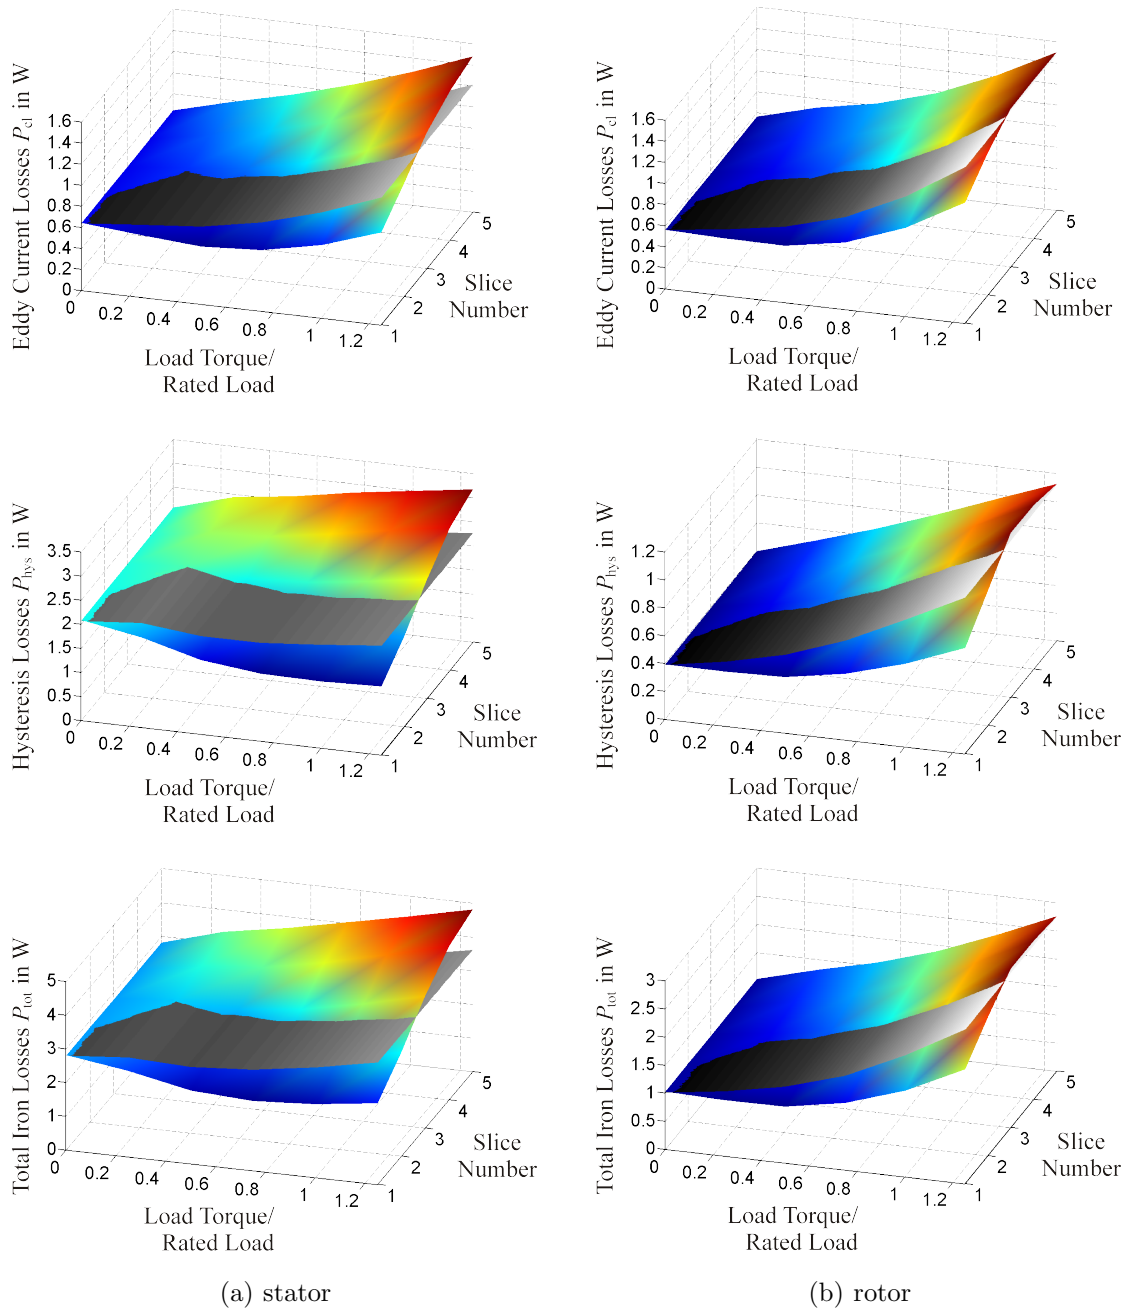 Eddy Current Losses Pcl in W
1.6
1.4
1.2
1
0.8
0.6
0.4
0.2
0
0 0.2 0.4 0.6 0.8 1 1.2
1 2 3 4 5
Slice
Number
Load Torque/
Rated Load
Eddy Current Losses Pcl in W
1.6
1.4
1.2
1
0.8
0.6
0.4
0.2
0
0 0.2 0.4 0.6 0.8 1 1.2
1 2 3 4 5
Slice
Number
Load Torque/
Rated Load
Hysteresis Losses Phys in W
3.5
3
2.5
2
1.5
1
0.5
0
0 0.2 0.4 0.6 0.8 1 1.2
1 2 3 4 5
Slice
Number
Load Torque/
Rated Load
Hysteresis Losses Phys in W
1.2
1
0.8
0.6
0.4
0.2
0
0 0.2 0.4 0.6 0.8 1 1.2
1 2 3 4 5
Slice
Number
Load Torque/
Rated Load
Total Iron Losses Ptot in W
5
4
3
2
1
0
0 0.2 0.4 0.6 0.8 1 1.2
1 2 3 4 5
Slice
Number
Load Torque/
Rated Load
Total Iron Losses Ptot in W
3
2.5
2
1.5
1
0.5
0
0 0.2 0.4 0.6 0.8 1 1.2
1 2 3 4 5
Slice
Number
Load Torque/
Rated Load
(a) stator
(b) rotor